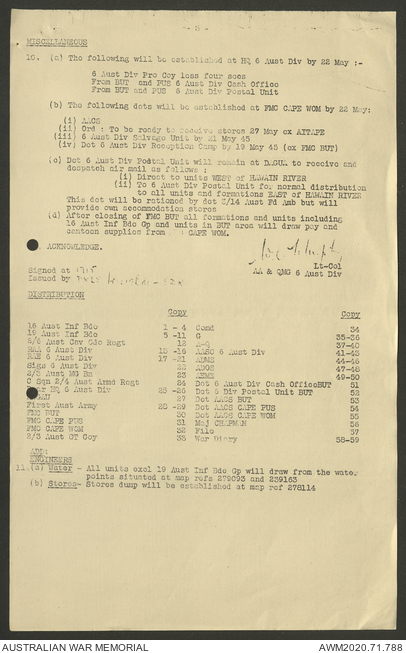 - 3 -
MISCELLANEOUS
10. (a) The following will be established at HQ 6 Aust Div by 22 May :-
6 Aust Div Pro Coy less four secs
From BUT and PUS 6 Aust Div Cash Office
From BUT and PUS 6 Aust Div Postal Unit
(b) The following dets will be established at FMC CAPE WOM by 22 May:
(i) AACS
(ii) Ord : To be ready to receive stores 27 May ex AITAPE
(iii) 6 Aust Div Salvage Unit by 21 May 45
(iv) Det 6 Aust Div Reception Camp by 19 May 45 (ex FMC BUT)
(c) Det 6 Aust Div Postal Unit will remain at DAGUA to receive and
despatch air mail as follows :
(i) Direct to units WEST of HAWAIN RIVER
(ii) To 6 Aust Div Postal Unit for normal distribution
to all units and formations EAST of HAWAIN RIVER
This det will be rationed by det 2/14 Aust Fd Amb but will
provide own accommodation stores
(d) After closing of FMC BUT all formations and units including
16 Aust Inf Bde Gp and units in BUT area will draw pay and
canteen supplies from CAPE WOM.
ACKNOWLEDGE.
Lt-Col
AA & QMG 6 Aust Div
Signed at 1715
Issued by
DISTRIBUTION
Copy Copy
16 Aust Inf Bde 1 - 4 Comd 34
19 Aust Inf Bde 5 -11 G 35-36
2/6 Aust Cav Cdo Regt 12 A-Q 37-40
RAA 6 Aust Div 13 -16 AASC 6 Aust Div 41-43
RAE 6 Aust Div 17 -21 ADMS 44-46
Sigs 6 Aust Div 22 ADOS 47-48
2/3 Aust MG Bn 23 CEME 49-50
C Sqn 2/4 Aust Armd Regt 24 Det 6 Aust Div Cash OfficeBUT 51
HQ 6 Aust Div 25 -26 Det 6 Div Postal Unit BUT 52
27 Det AACS BUT 53
First Aust Army 28 -29 Det AACS CAPE PUS 54
FMC BUT 30 Det AACS CAPE WOM 55
FMC CAPE PUS 31 Maj CHAPMAN 56
FMC CAPE WOM 32 File 57
2/3 Aust GT Coy 33 War Diary 58-59
ADD:
ENGINEERS
11.(a) Water - All units excl 19 Aust Inf Bde Gp will draw from the water
points situated at map refs 279093 and 239163
(b) Stores- Stores dump will be established at map ref 278114
AUSTRALIAN WAR MEMORIAL AWM2020.71.788